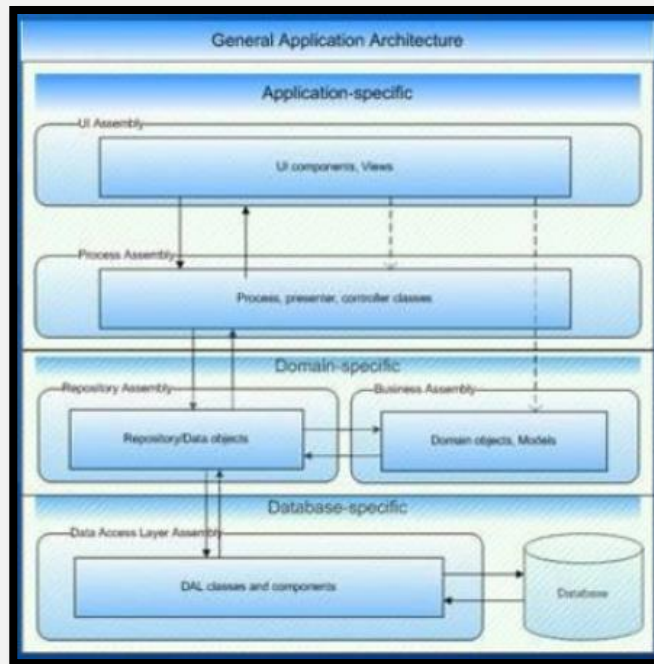 General Application Architecture
Application-specific
UI Assembly
UI components, Views
Process Assembly
Process, presenter, controller classes
Domain-specific
Repository Assembly
Business Assembly
Repository/Data objects
Domain objects, Models
Database-specific
Data Access Layer Assembly
DAL classes and components
Database